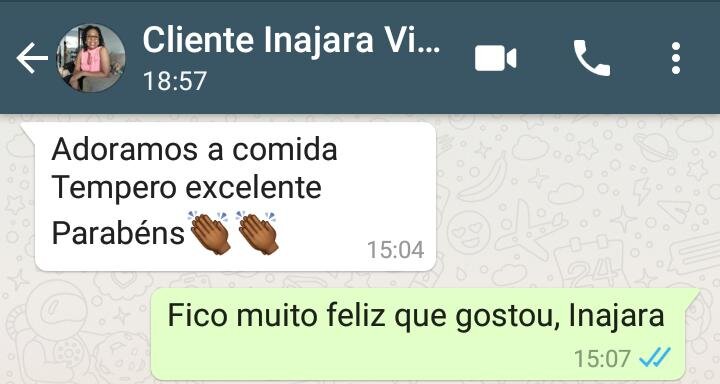 Cliente Inajara Vi...
18:57
Adoramos a comida
Tempero excelente
Parabéns👏🏾👏🏾
15:04
Fico muito feliz que gostou, Inajara
15:07